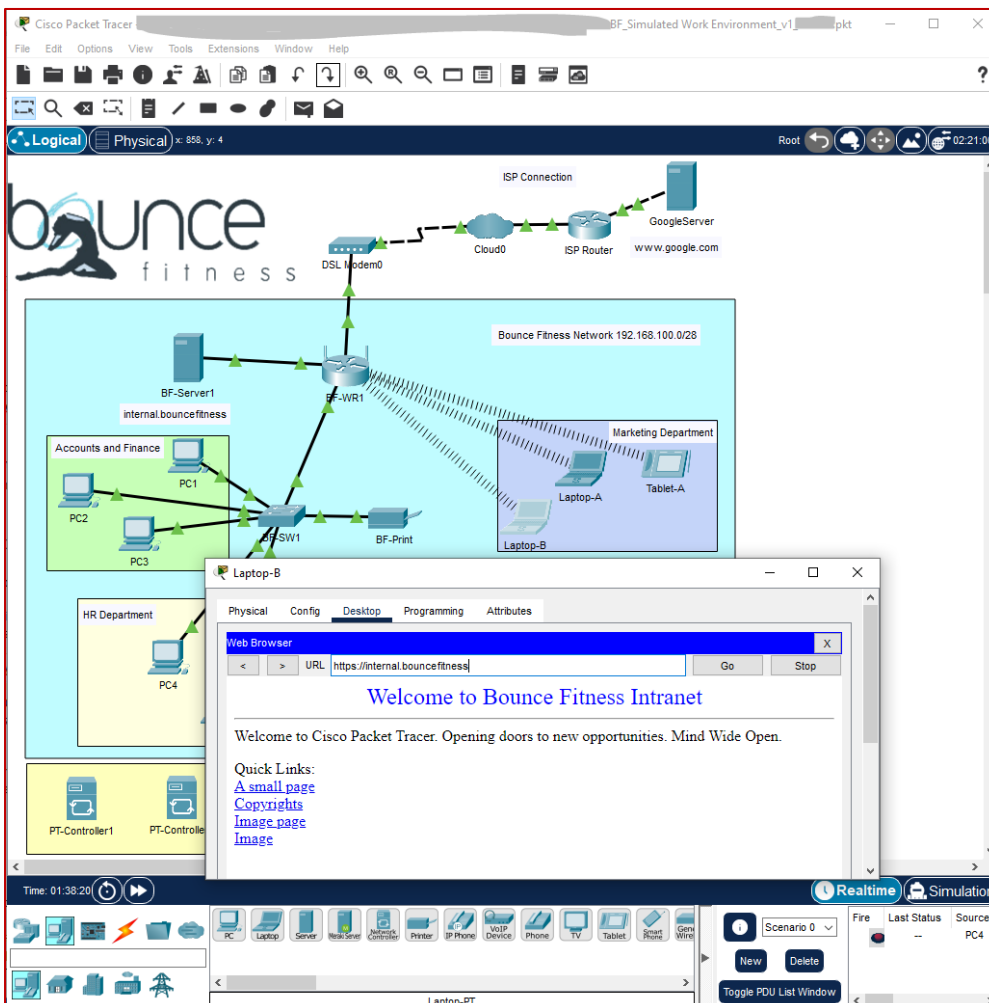 Cisco Packet Tracer
BF_Simulated Work Environment_v1_
pkt
File Edit Options View Tools Extensions Window Help
?
Logical
Physical
x: 858, y: 4
Root
02:21:00
bounce
fitness
ISP Connection
GoogleServer
www.google.com
Cloud0
ISP Router
DSL Modem0
Bounce Fitness Network 192.168.100.0/28
BF-Server1
internal.bouncefitness
BF-WR1
Accounts and Finance
PC1
PC2
PC3
BF-SW1
BF-Print
Marketing Department
Laptop-A
Tablet-A
Laptop-B
HR Department
PC4
PT-Controller1
PT-Controlle
Laptop-B
Physical Config Desktop Programming Attributes
Web Browser
X
< > URL https://internal.bouncefitness Go Stop
Welcome to Bounce Fitness Intranet
Welcome to Cisco Packet Tracer. Opening doors to new opportunities. Mind Wide Open.
Quick Links:
A small page
Copyrights
Image page
Image
Time: 01:38:20
Realtime
Simulation
PC Laptop Server Meraki Server Network Controller Printer IP Phone VoIP Device Phone TV Tablet Smart Phone Gen Wire
Laptop-PT
Scenario 0
New Delete
Toggle PDU List Window
Fire Last Status Source
-- PC4